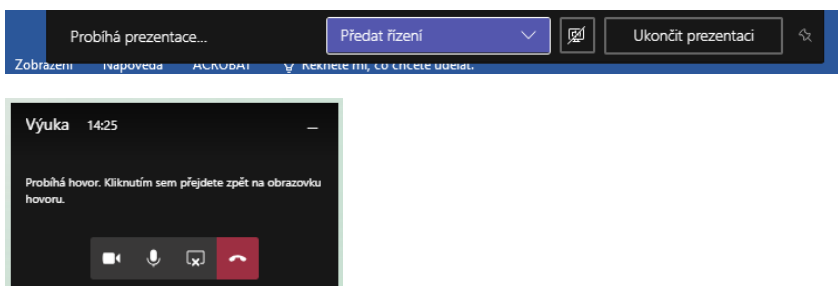 Probíhá prezentace... Předat řízení Ukončit prezentaci
Zobrazení Nápověda ACROBAT Řekněte mi, co chcete udělat.
Výuka 14:25
Probíhá hovor. Kliknutím sem přejdete zpět na obrazovku
hovoru.